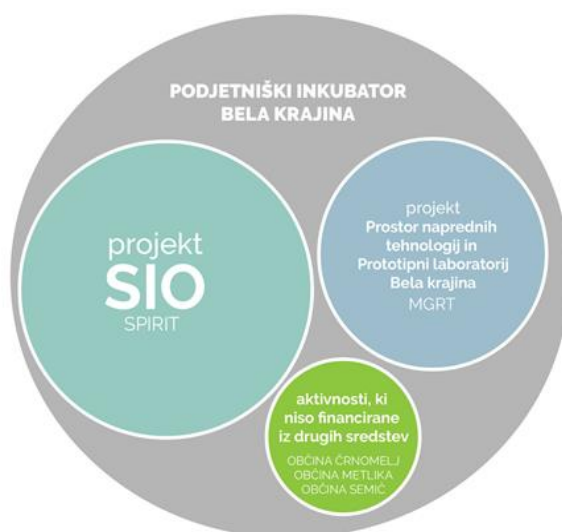 PODJETNIŠKI INKUBATOR
BELA KRAJINA
projekt
SIO
SPIRIT
projekt
Prostor naprednih
tehnologij in
Prototipni laboratorij
Bela krajina
MGRT
aktivnosti, ki
niso financirane
iz drugih sredstev
OBČINA ČRNOMELJ
OBČINA METLIKA
OBČINA SEMIČ